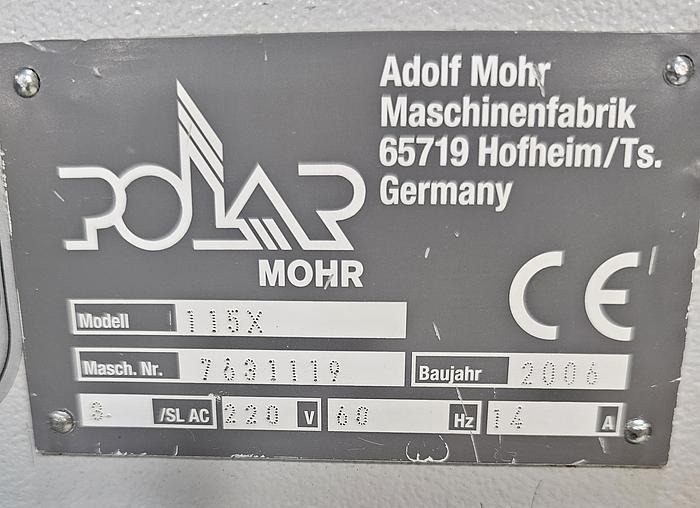 Adolf Mohr
Maschinenfabrik
65719 Hofheim/Ts.
Germany
POLAR
MOHR
CE
Modell 115X
Masch. Nr. 7631119 Baujahr 2006
3- /SL AC 220 V 60 Hz 14 A